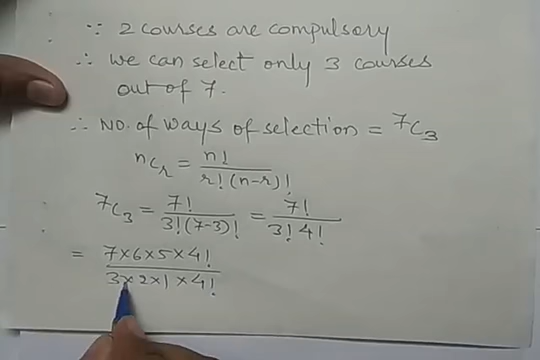 ∵ 2 courses are compulsory
∴ we can select only 3 courses
out of 7.
∴ No. of ways of selection = ⁷C₃
ⁿCᵣ = n! / r!(n-r)!
⁷C₃ = 7! / 3!(7-3)! = 7! / 3! 4!
= 7×6×5×4! / 3×2×1×4!